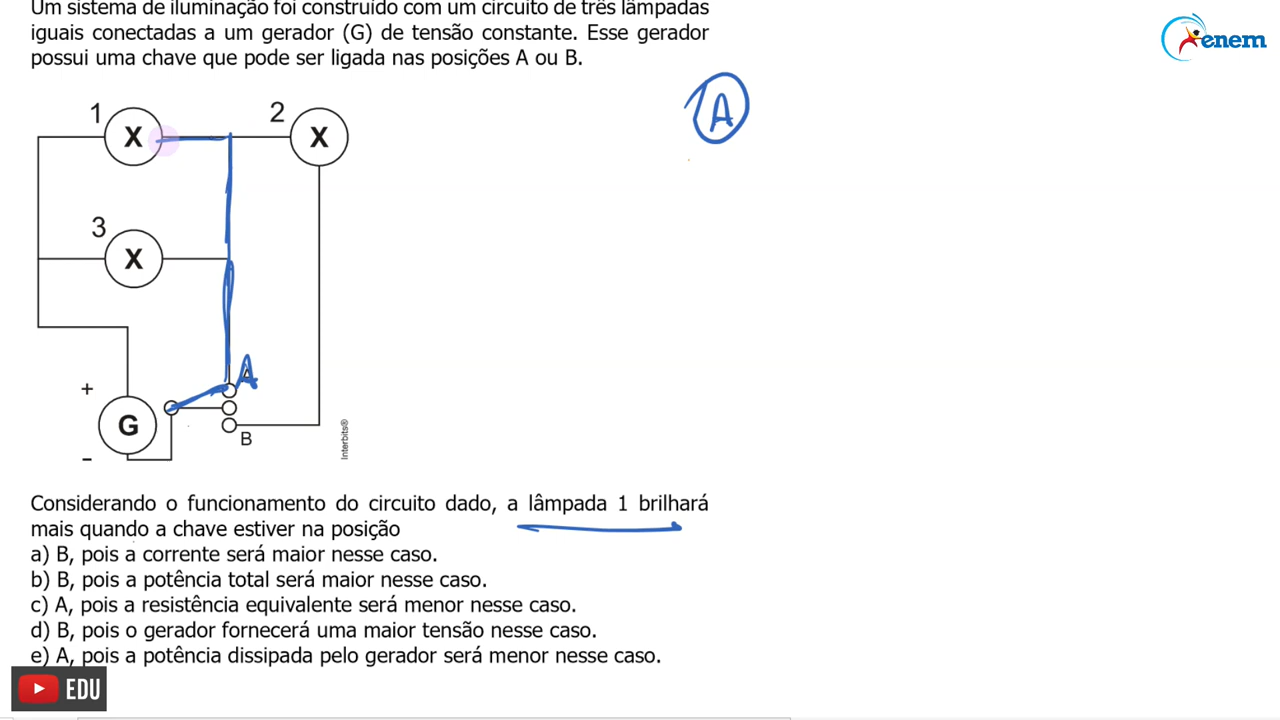 Um sistema de iluminação foi construído com um circuito de três lâmpadas
iguais conectadas a um gerador (G) de tensão constante. Esse gerador
possui uma chave que pode ser ligada nas posições A ou B.
enem
A
1
X
2
X
3
X
A
+
G
-
B
Interbits®
Considerando o funcionamento do circuito dado, a lâmpada 1 brilhará
mais quando a chave estiver na posição
a) B, pois a corrente será maior nesse caso.
b) B, pois a potência total será maior nesse caso.
c) A, pois a resistência equivalente será menor nesse caso.
d) B, pois o gerador fornecerá uma maior tensão nesse caso.
e) A, pois a potência dissipada pelo gerador será menor nesse caso.
EDU